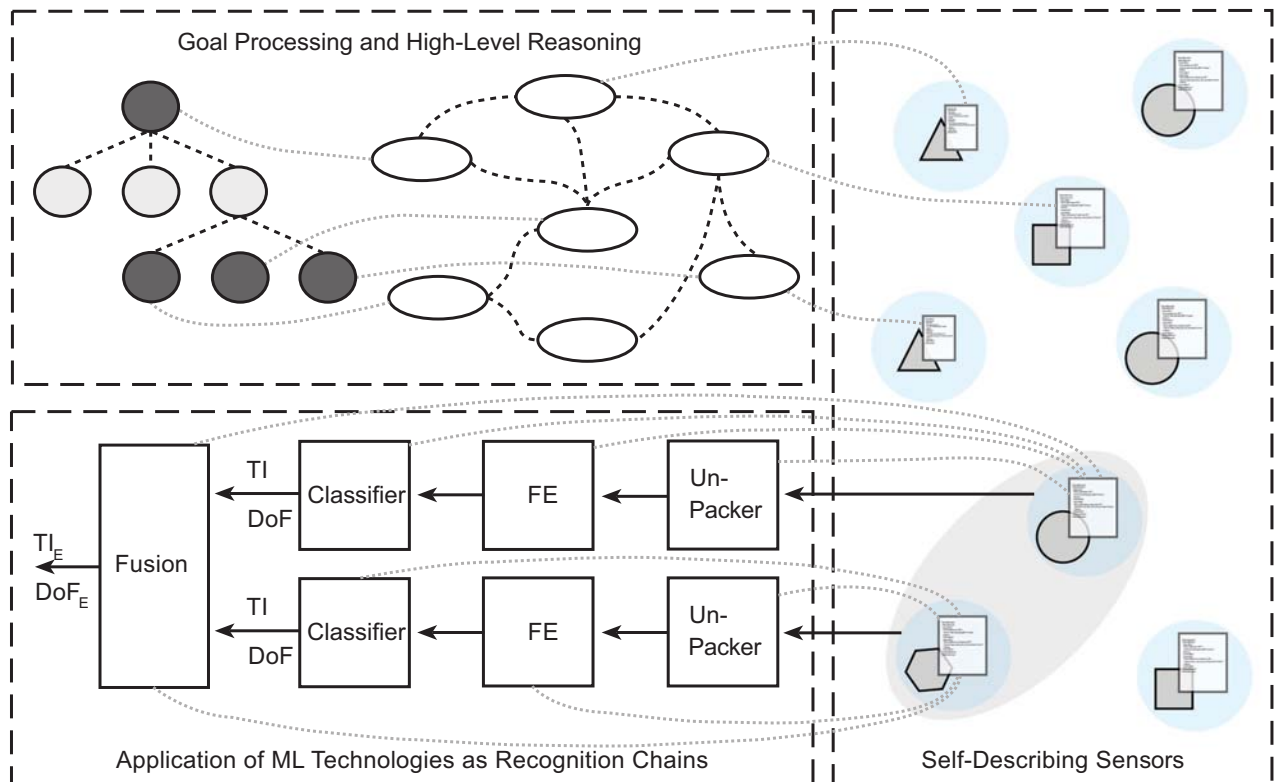 Goal Processing and High-Level Reasoning
TI
DoF
Classifier
FE
Un-
Packer
TI_E
DoF_E
Fusion
TI
DoF
Classifier
FE
Un-
Packer
Application of ML Technologies as Recognition Chains
Self-Describing Sensors